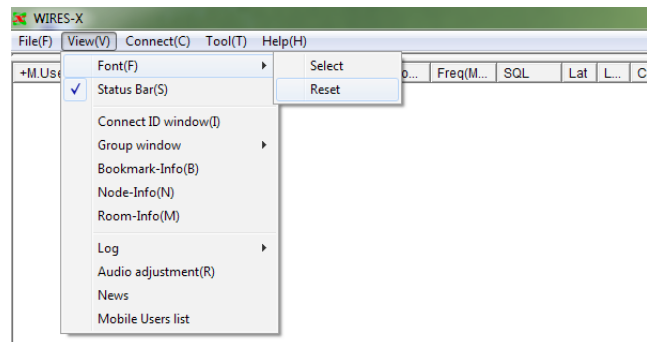 WIRES-X
File(F) View(V) Connect(C) Tool(T) Help(H)
+M.Use o... Freq(M... SQL Lat L... C
Font(F) Select
Status Bar(S) Reset
Connect ID window(I)
Group window
Bookmark-Info(B)
Node-Info(N)
Room-Info(M)
Log
Audio adjustment(R)
News
Mobile Users list